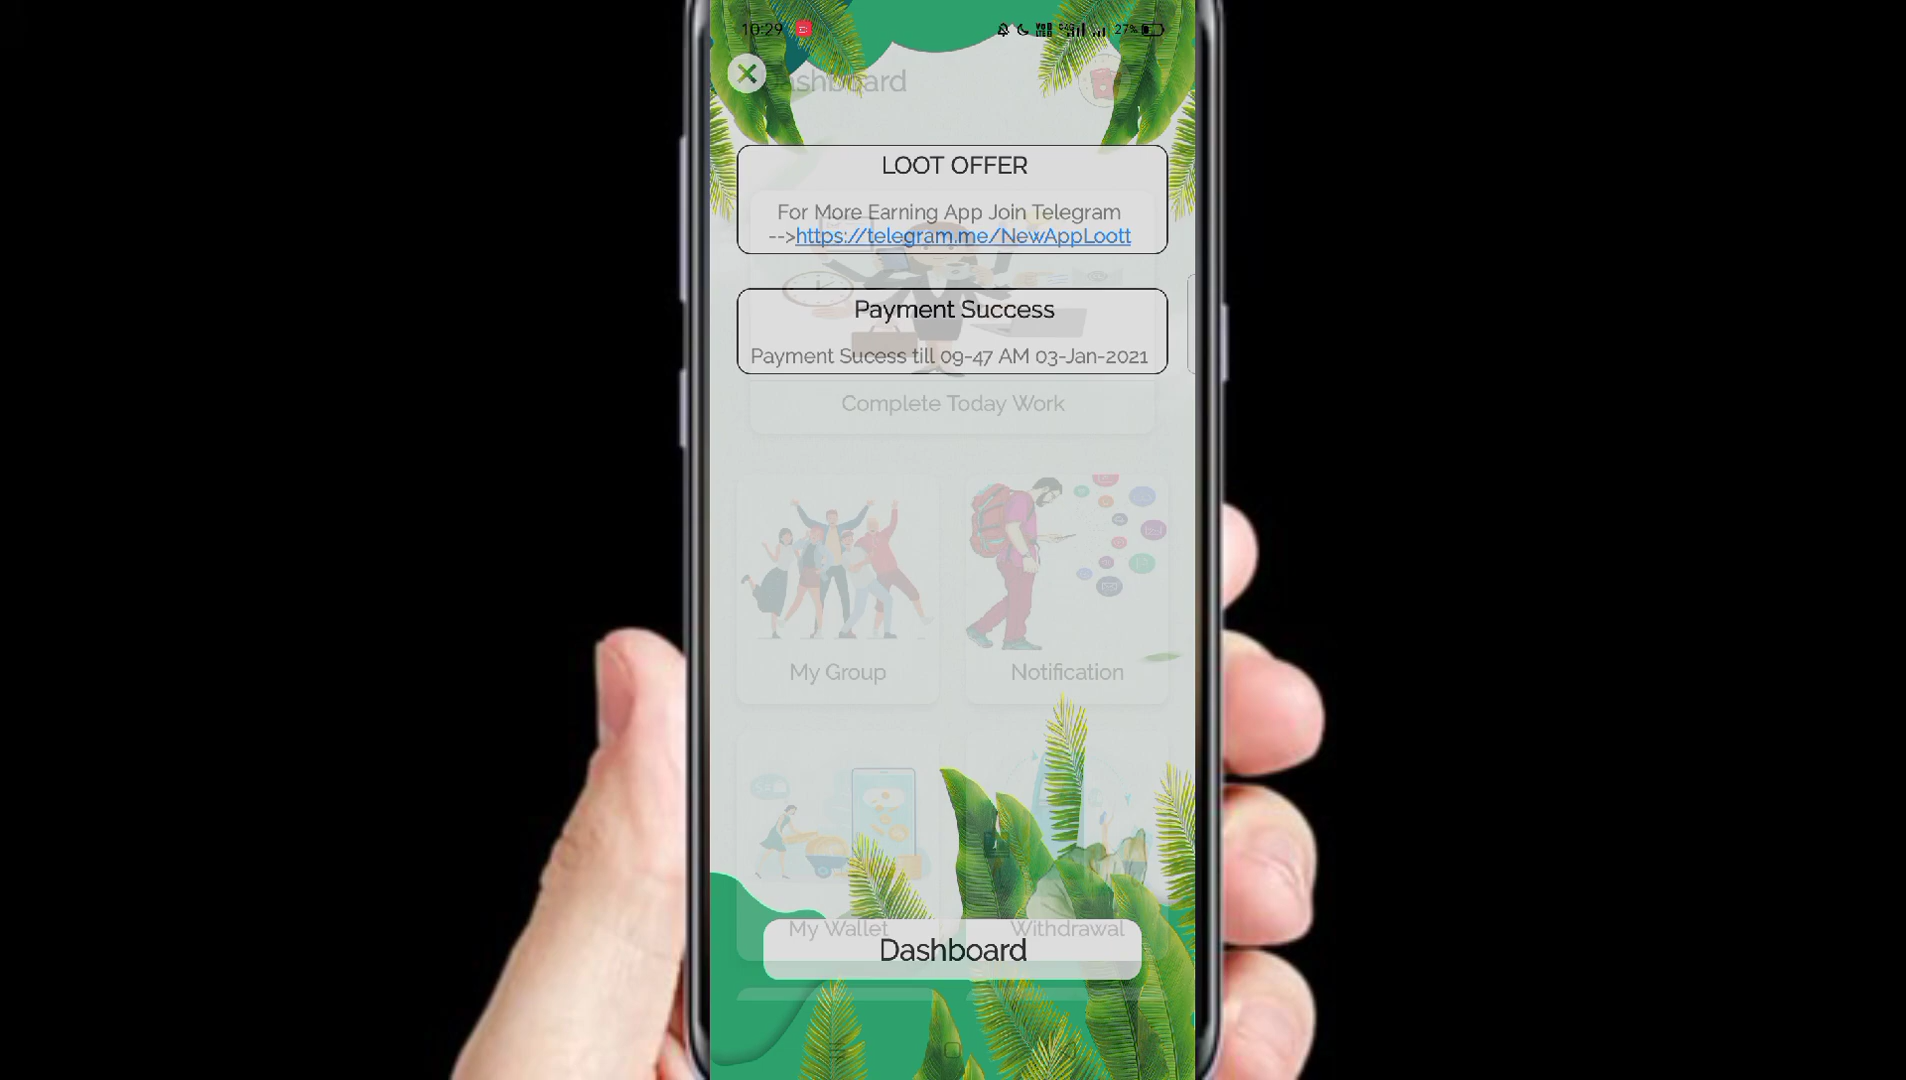 10:29
27%
Dashboard
LOOT OFFER
For More Earning App Join Telegram
-->https://telegram.me/NewAppLoott
Payment Success
Payment Sucess till 09-47 AM 03-Jan-2021
Complete Today Work
My Group
Notification
My Wallet
Withdrawal
Dashboard